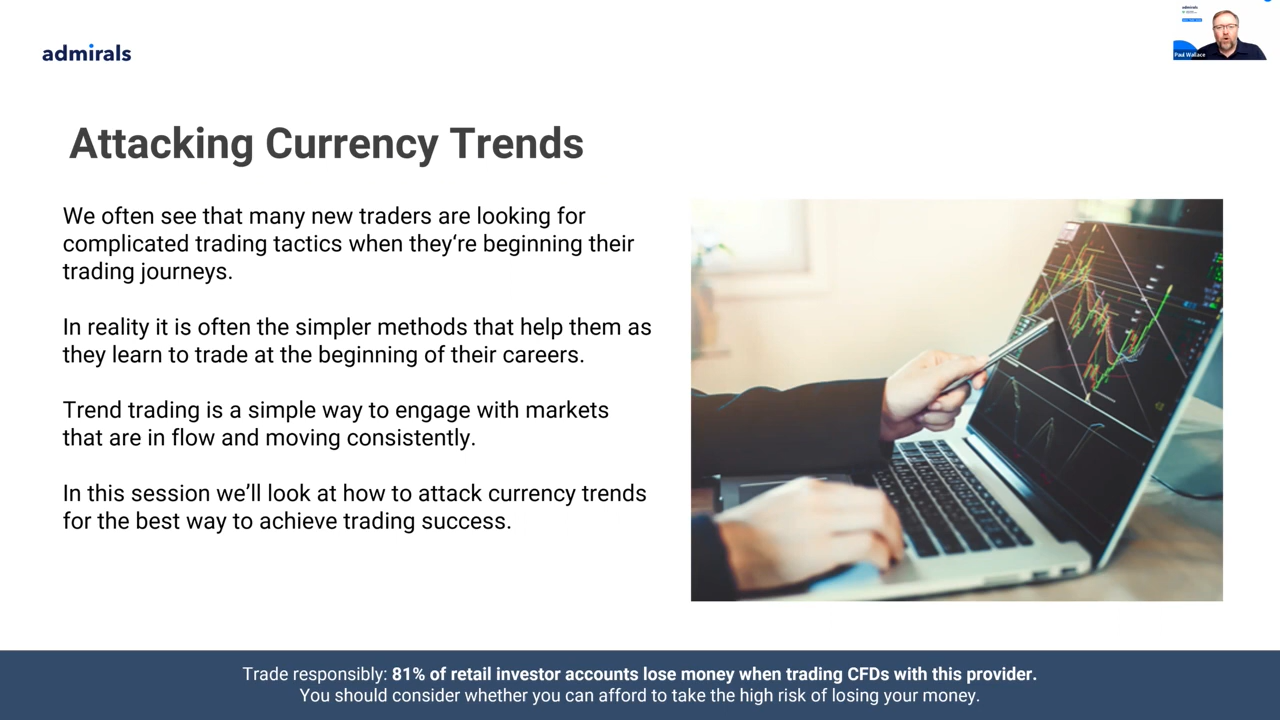 admirals
admirals
Paul Wallace
Attacking Currency Trends
We often see that many new traders are looking for
complicated trading tactics when they‘re beginning their
trading journeys.
In reality it is often the simpler methods that help them as
they learn to trade at the beginning of their careers.
Trend trading is a simple way to engage with markets
that are in flow and moving consistently.
In this session we’ll look at how to attack currency trends
for the best way to achieve trading success.
Trade responsibly: 81% of retail investor accounts lose money when trading CFDs with this provider.
You should consider whether you can afford to take the high risk of losing your money.